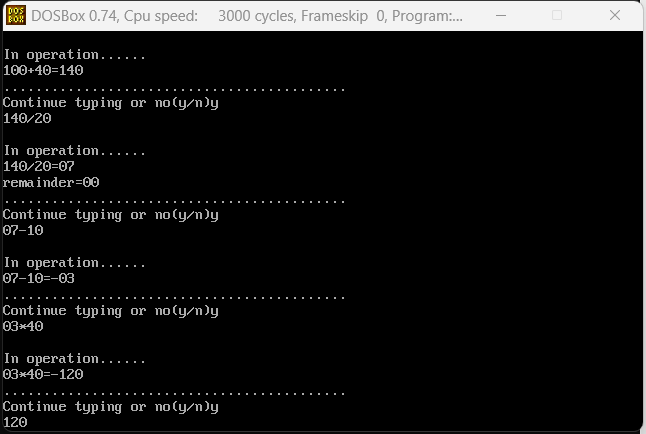 DOSBox 0.74, Cpu speed: 3000 cycles, Frameskip 0, Program:...
In operation......
100+40=140
...........................................
Continue typing or no(y/n)y
140/20
In operation......
140/20=07
remainder=00
...........................................
Continue typing or no(y/n)y
07-10
In operation......
07-10=-03
...........................................
Continue typing or no(y/n)y
03*40
In operation......
03*40=-120
...........................................
Continue typing or no(y/n)y
120